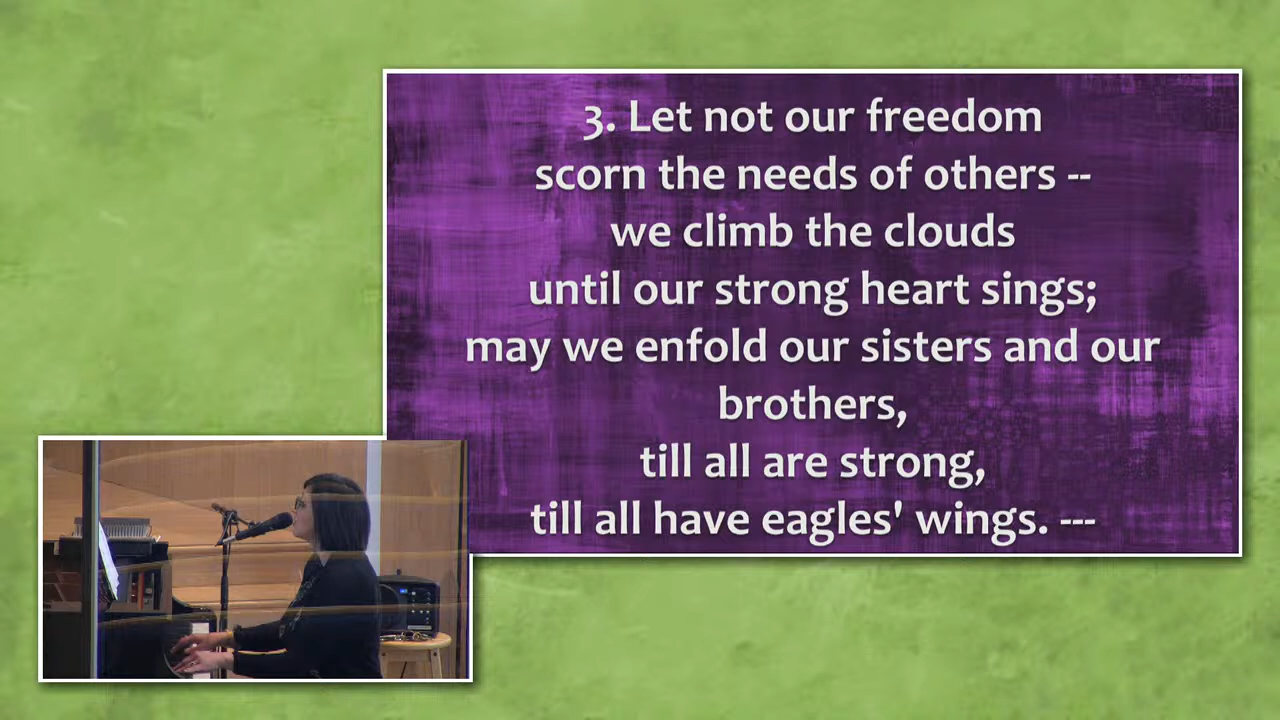 3. Let not our freedom
scorn the needs of others --
we climb the clouds
until our strong heart sings;
may we enfold our sisters and our
brothers,
till all are strong,
till all have eagles' wings. ---